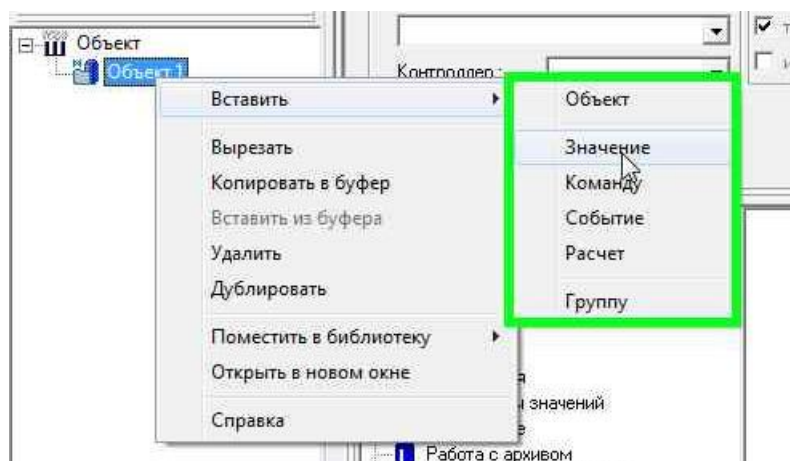 Объект
Объект 1
Контроллер :
Вставить
Вырезать
Копировать в буфер
Вставить из буфера
Удалить
Дублировать
Поместить в библиотеку
Открыть в новом окне
Справка
Объект
Значение
Команду
Событие
Расчет
Группу
значений
Работа с архивом